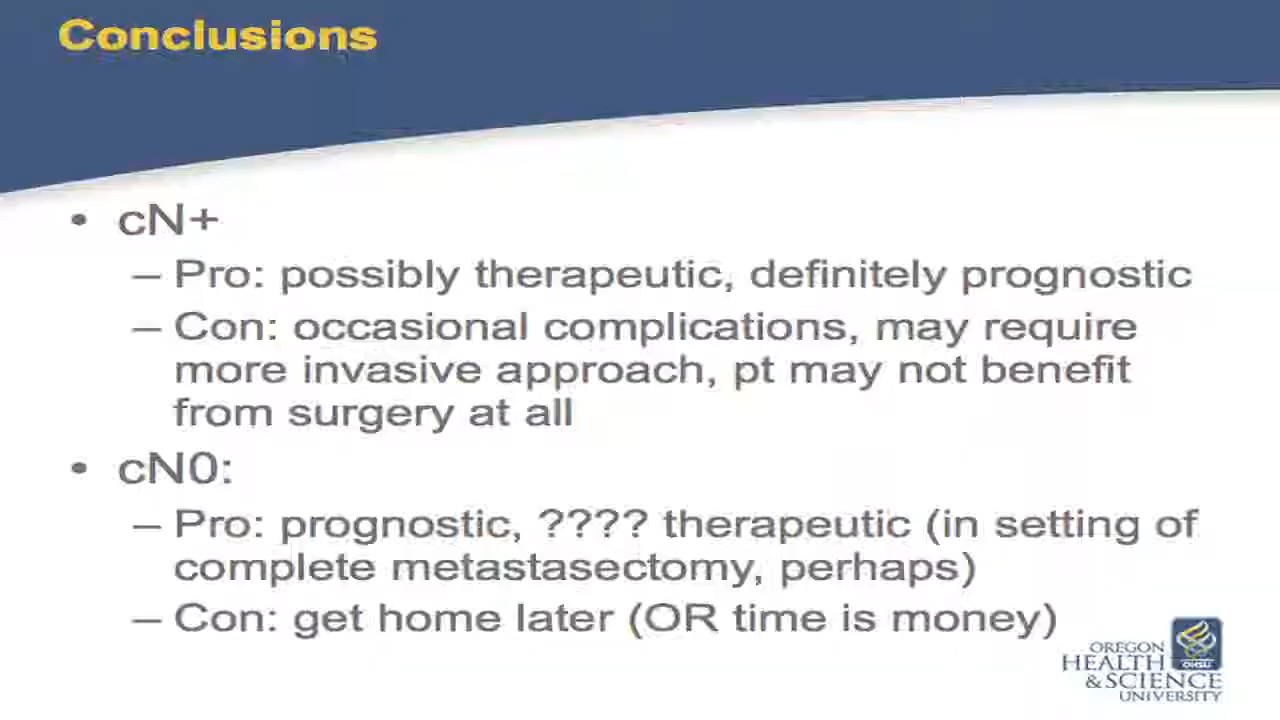 Conclusions
• cN+
– Pro: possibly therapeutic, definitely prognostic
– Con: occasional complications, may require
more invasive approach, pt may not benefit
from surgery at all
• cN0:
– Pro: prognostic, ???? therapeutic (in setting of
complete metastasectomy, perhaps)
– Con: get home later (OR time is money)
OREGON
HEALTH
&SCIENCE
UNIVERSITY
OHSU